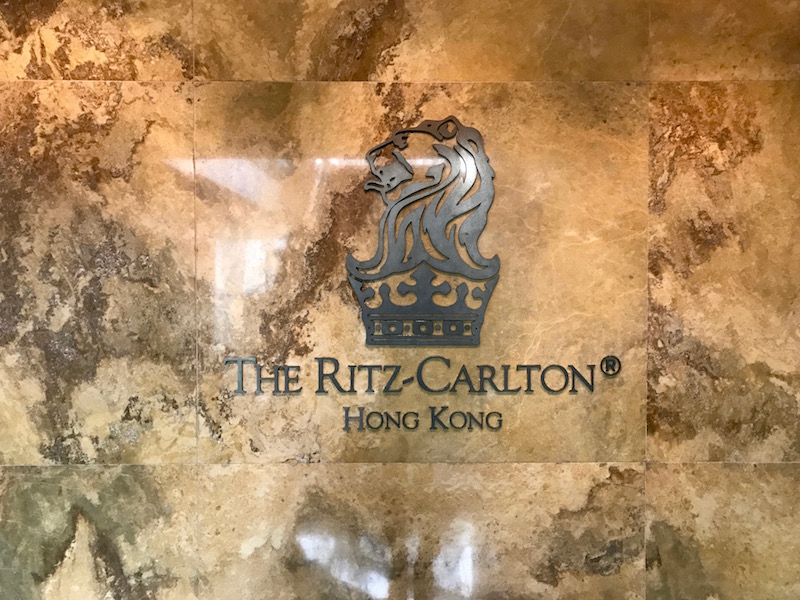 The Ritz-Carlton®
Hong Kong